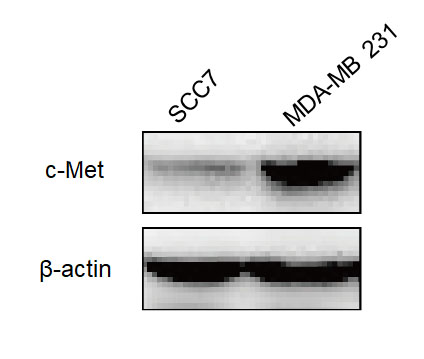 SCC7
MDA-MB 231
c-Met
β-actin